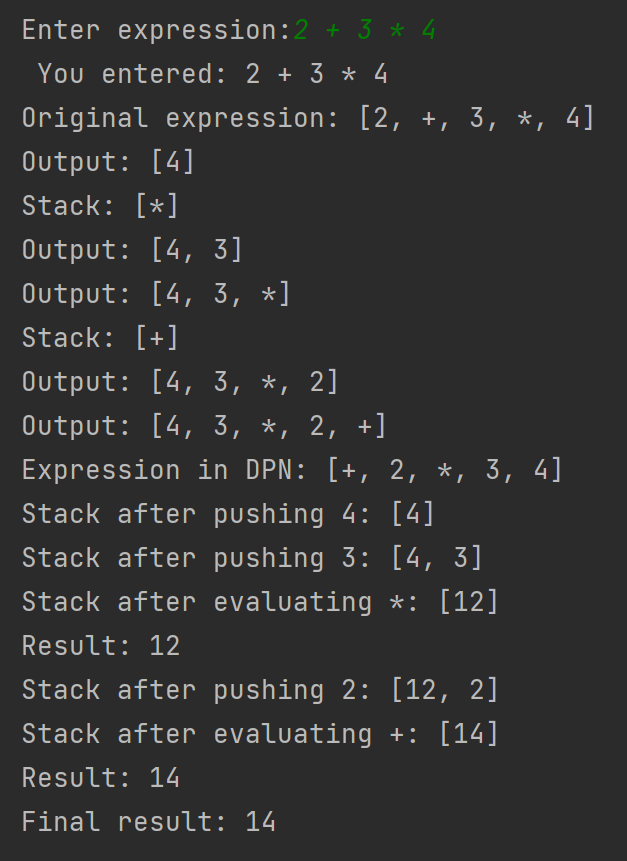 Enter expression:2 + 3 * 4
You entered: 2 + 3 * 4
Original expression: [2, +, 3, *, 4]
Output: [4]
Stack: [*]
Output: [4, 3]
Output: [4, 3, *]
Stack: [+]
Output: [4, 3, *, 2]
Output: [4, 3, *, 2, +]
Expression in DPN: [+, 2, *, 3, 4]
Stack after pushing 4: [4]
Stack after pushing 3: [4, 3]
Stack after evaluating *: [12]
Result: 12
Stack after pushing 2: [12, 2]
Stack after evaluating +: [14]
Result: 14
Final result: 14